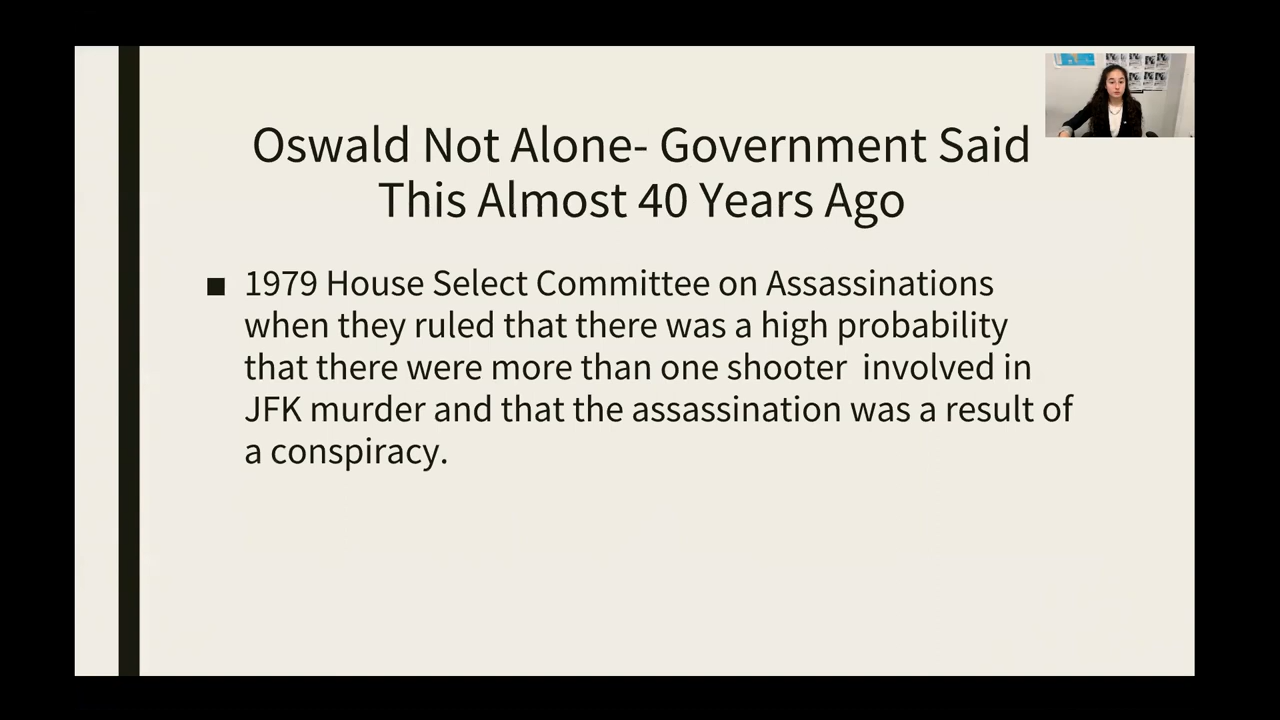 Oswald Not Alone- Government Said
This Almost 40 Years Ago
■ 1979 House Select Committee on Assassinations
when they ruled that there was a high probability
that there were more than one shooter  involved in
JFK murder and that the assassination was a result of
a conspiracy.